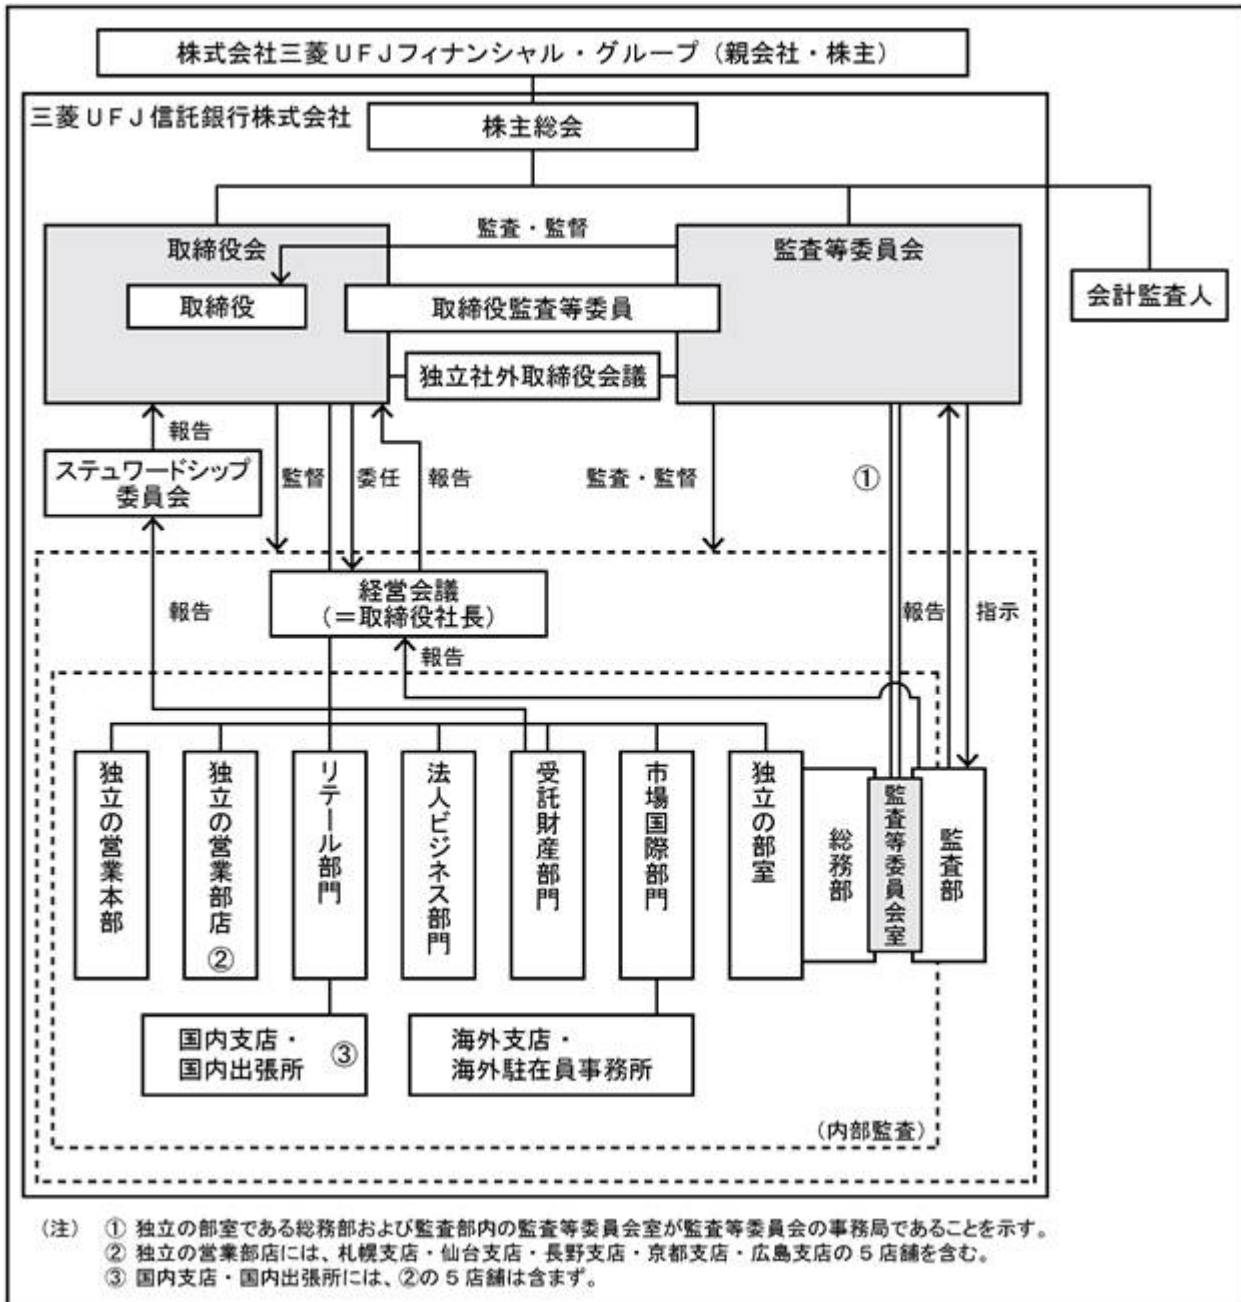 株式会社三菱ＵＦＪフィナンシャル・グループ（親会社・株主）
三菱ＵＦＪ信託銀行株式会社
株主総会
取締役会
監査・監督
監査等委員会
取締役
取締役監査等委員
会計監査人
独立社外取締役会議
報告
ステュワードシップ
委員会
監督
委任
報告
監査・監督
①
経営会議
（＝取締役社長）
報告
報告
報告
指示
独立の営業本部
独立の営業部店
②
リテール部門
法人ビジネス部門
受託財産部門
市場国際部門
独立の部室
総務部
監査等委員会室
監査部
国内支店・
国内出張所
③
海外支店・
海外駐在員事務所
（内部監査）
（注） ① 独立の部室である総務部および監査部内の監査等委員会室が監査等委員会の事務局であることを示す。
② 独立の営業部店には、札幌支店・仙台支店・長野支店・京都支店・広島支店の５店舗を含む。
③ 国内支店・国内出張所には、②の５店舗は含まず。